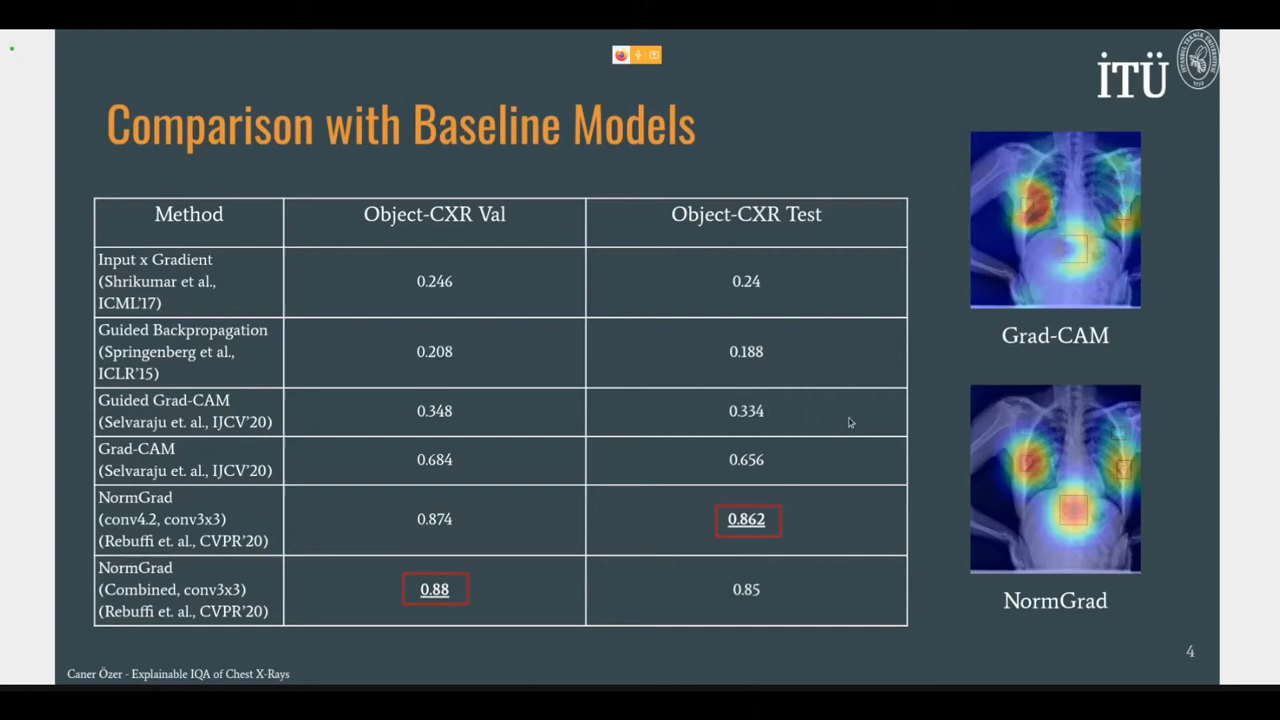 İTÜ
Comparison with Baseline Models
Method
Object-CXR Val
Object-CXR Test
Input x Gradient
(Shrikumar et al.,
ICML'17)
0.246
0.24
Guided Backpropagation
(Springenberg et al.,
ICLR'15)
0.208
0.188
Guided Grad-CAM
(Selvaraju et. al., IJCV'20)
0.348
0.334
Grad-CAM
(Selvaraju et. al., IJCV'20)
0.684
0.656
NormGrad
(conv4.2, conv3x3)
(Rebuffi et. al., CVPR'20)
0.874
0.862
NormGrad
(Combined, conv3x3)
(Rebuffi et. al., CVPR'20)
0.88
0.85
Grad-CAM
NormGrad
4
Caner Özer - Explainable IQA of Chest X-Rays